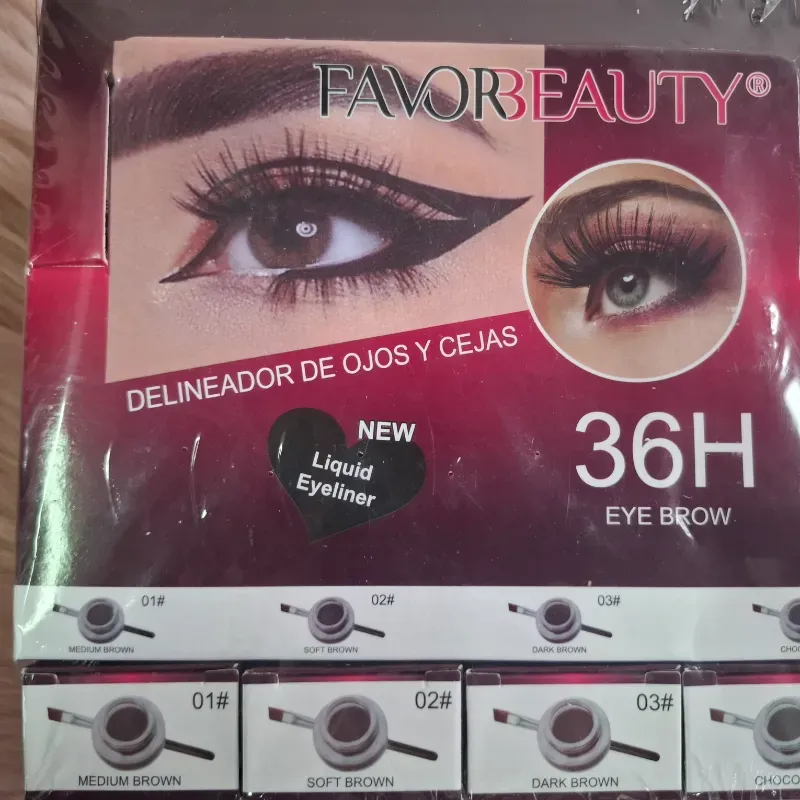 FAVORBEAUTY®
DELINEADOR DE OJOS Y CEJAS
NEW
Liquid
Eyeliner
36H
EYE BROW
01#
MEDIUM BROWN
02#
SOFT BROWN
03#
DARK BROWN
01#
MEDIUM BROWN
02#
SOFT BROWN
03#
DARK BROWN